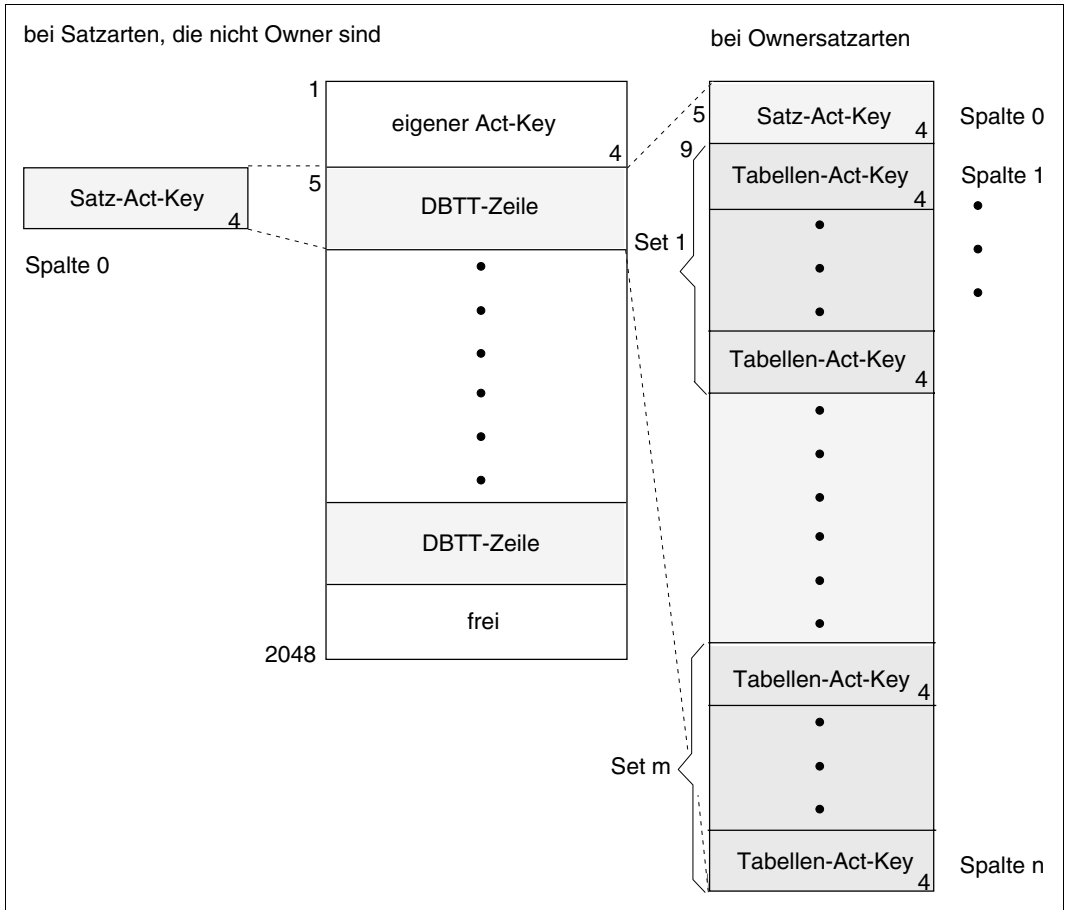 bei Satzarten, die nicht Owner sind
bei Ownersatzarten
1
eigener Act-Key
4
5
DBTT-Zeile
Satz-Act-Key
4
Spalte 0
DBTT-Zeile
frei
2048
5
Satz-Act-Key
4
Spalte 0
9
Tabellen-Act-Key
4
Spalte 1
Set 1
Tabellen-Act-Key
4
Tabellen-Act-Key
4
Set m
Tabellen-Act-Key
4
Spalte n